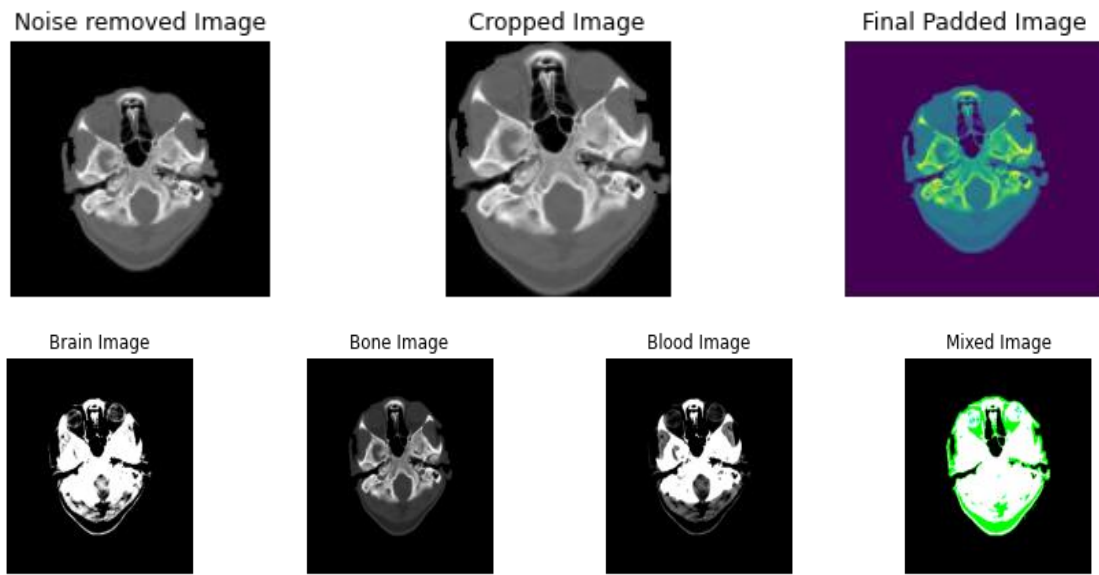 Noise removed Image
Cropped Image
Final Padded Image
Brain Image
Bone Image
Blood Image
Mixed Image